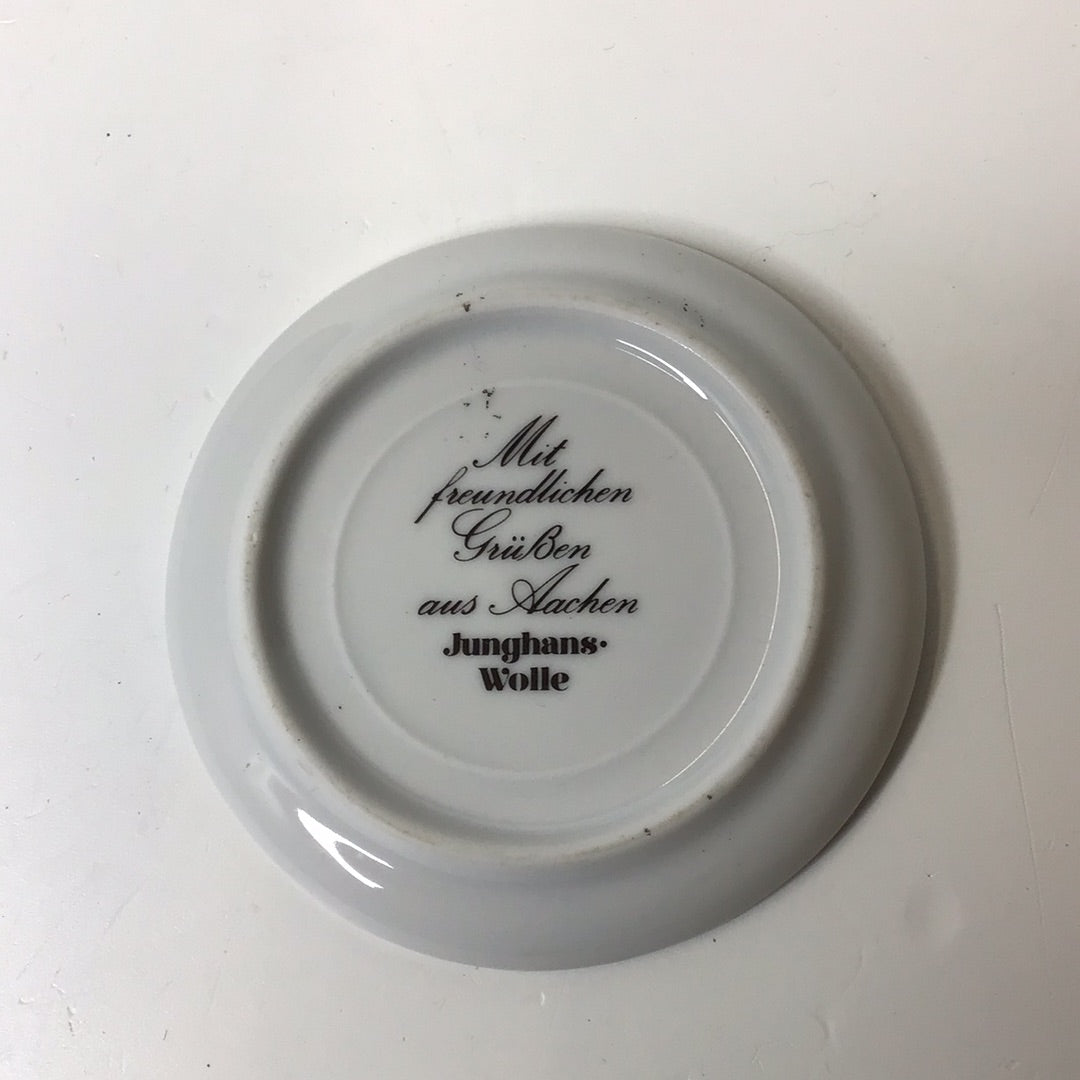 Mit
freundlichen
Grüßen
aus Aachen
Junghans·
Wolle